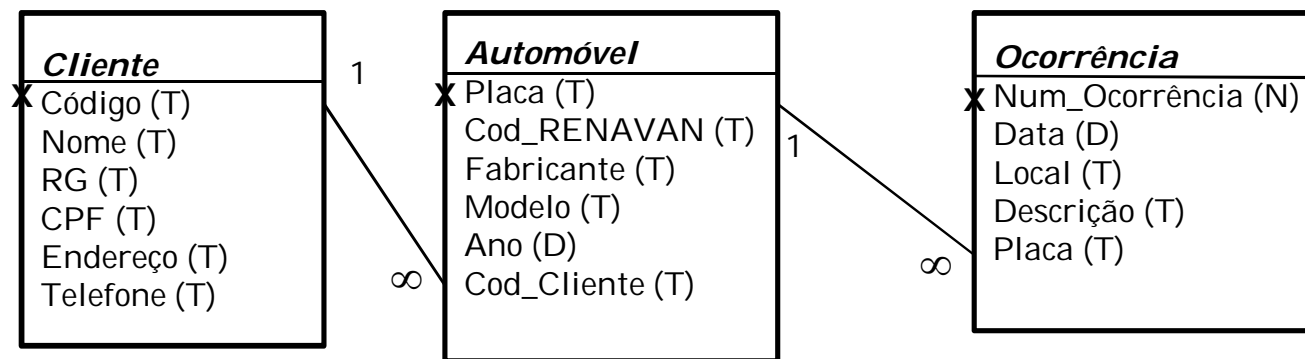 Cliente
X Código (T)
Nome (T)
RG (T)
CPF (T)
Endereço (T)
Telefone (T)
1
∞
Automóvel
X Placa (T)
Cod_RENAVAN (T)
Fabricante (T)
Modelo (T)
Ano (D)
Cod_Cliente (T)
1
∞
Ocorrência
X Num_Ocorrência (N)
Data (D)
Local (T)
Descrição (T)
Placa (T)